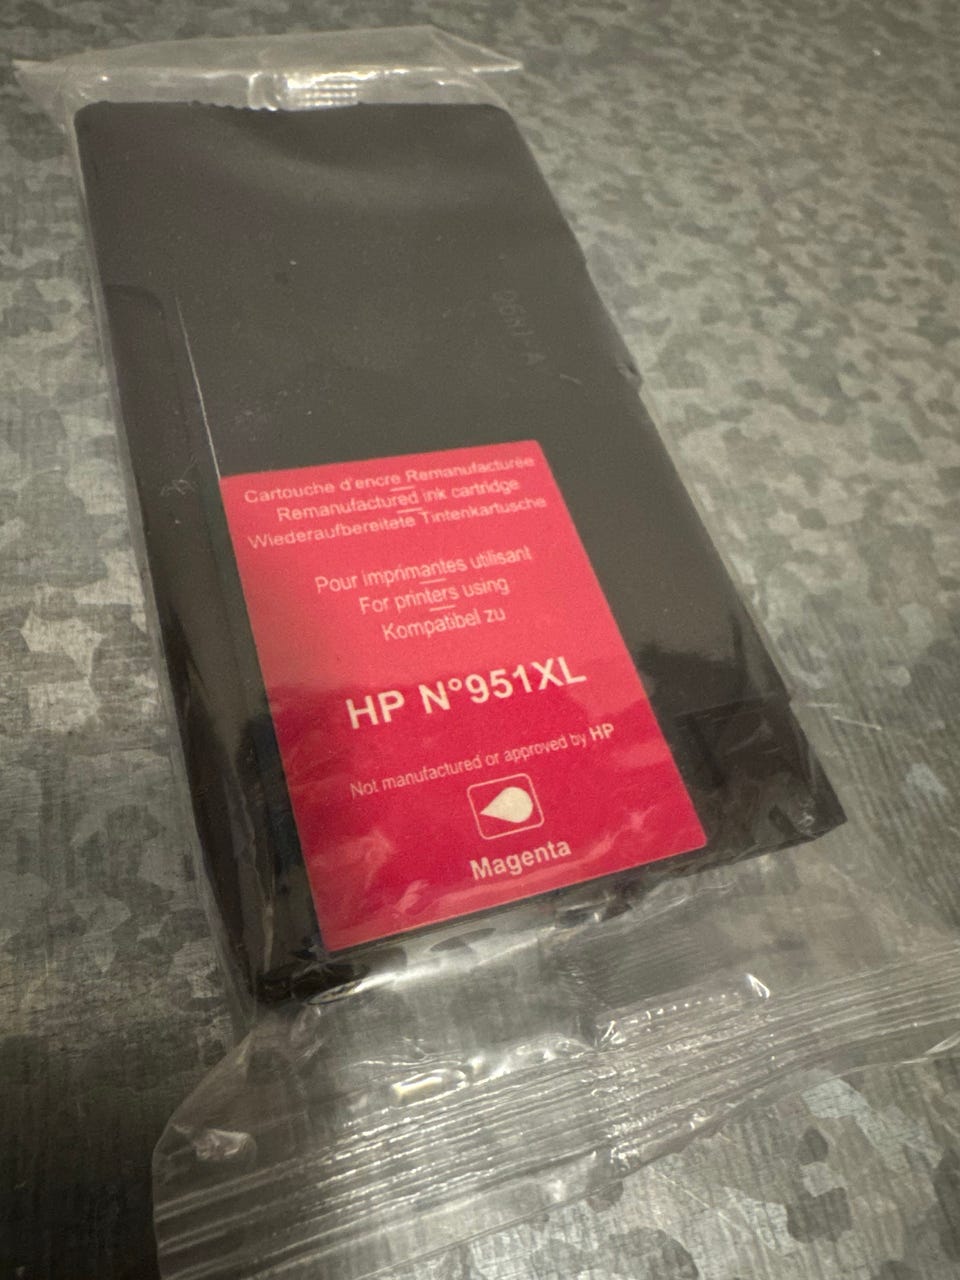 Cartouche d'encre Remanufacturée
Remanufactured ink cartridge
Wiederaufbereitete Tintenkartusche
Pour imprimantes utilisant
For printers using
Kompatibel zu
HP N°951XL
Not manufactured or approved by HP
Magenta